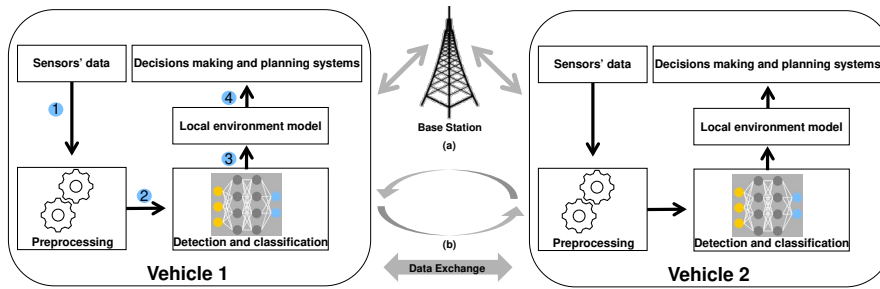 Sensors' data
Decisions making and planning systems
1
4
Local environment model
3
2
Preprocessing
Detection and classification
Vehicle 1
Base Station
(a)
(b)
Data Exchange
Sensors' data
Decisions making and planning systems
Local environment model
Preprocessing
Detection and classification
Vehicle 2